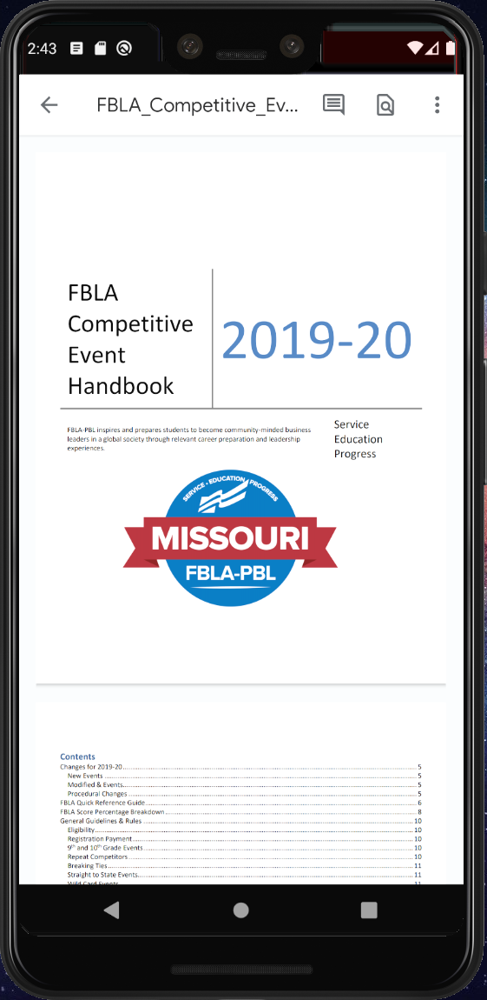 2:43
FBLA_Competitive_Ev...
FBLA
Competitive
Event
Handbook
2019-20
FBLA-PBL inspires and prepares students to become community-minded business
leaders in a global society through relevant career preparation and leadership
experiences.
Service
Education
Progress
SERVICE • EDUCATION • PROGRESS
MISSOURI
FBLA-PBL
Contents
Changes for 2019-20 5
New Events 5
Modified & Events 5
Procedural Changes 5
FBLA Quick Reference Guide 6
FBLA Score Percentage Breakdown 8
General Guidelines & Rules 10
Eligibility 10
Registration Payment 10
9th and 10th Grade Events 10
Repeat Competitors 10
Breaking Ties 11
Straight to State Events 11
Wild Card Events 11